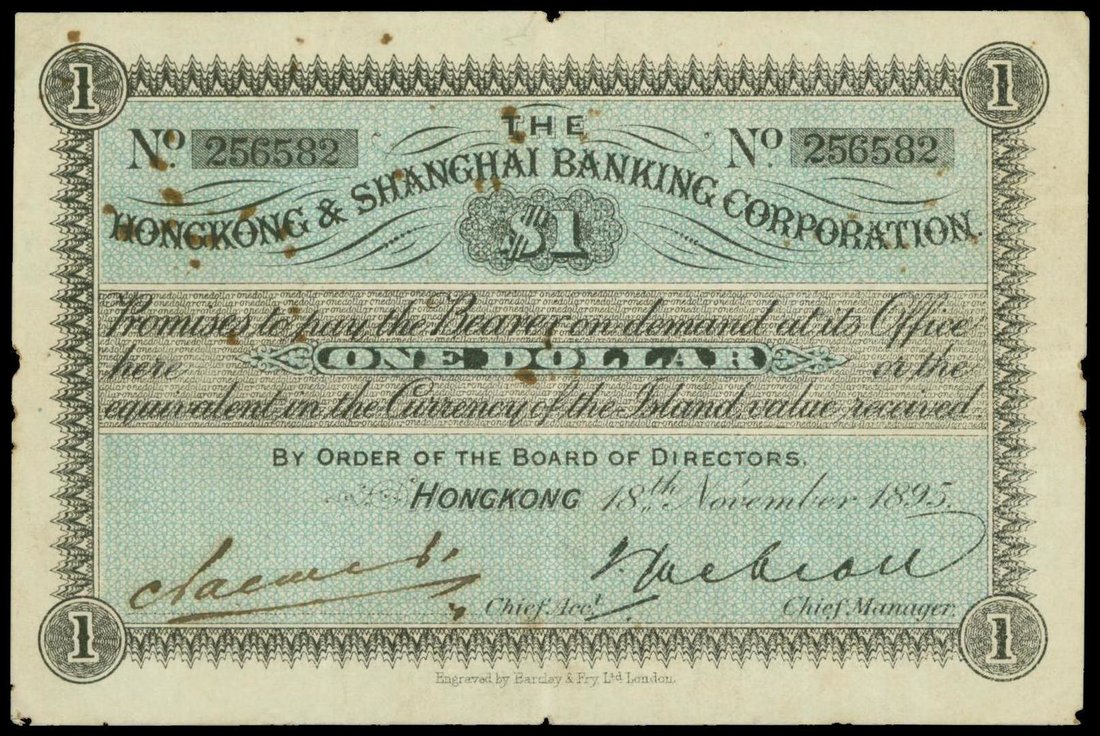 1
1
THE
Nº 256582
Nº 256582
HONGKONG & SHANGHAI BANKING CORPORATION.
$1
Promises to pay the Bearer on demand at its Office
here ONE DOLLAR or the
equivalent in the Currency of the Island value received
BY ORDER OF THE BOARD OF DIRECTORS.
HONGKONG 18th November 1895.
Chief Acct.
Chief Manager.
1
1
Engraved by Barclay & Fry, Ltd London.